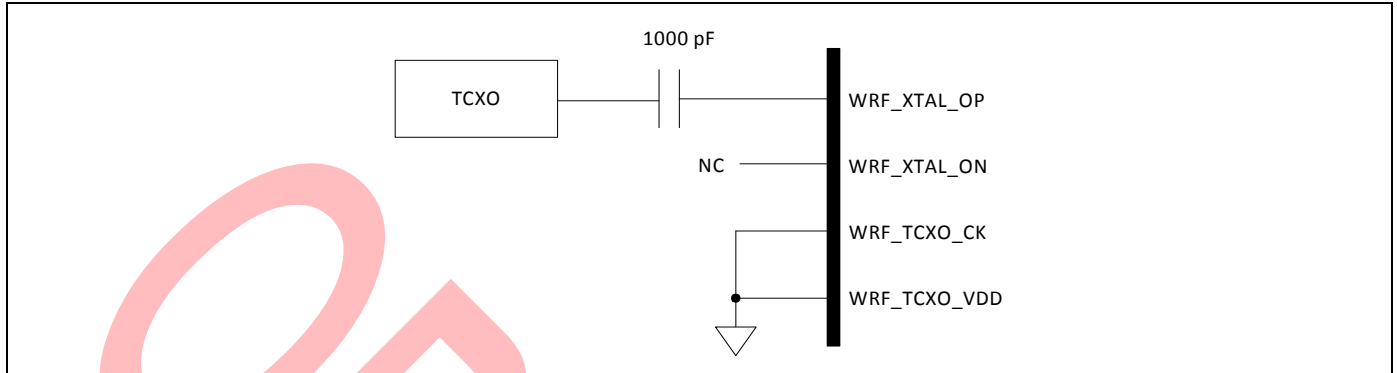 1000 pF
TCXO
WRF_XTAL_OP
NC
WRF_XTAL_ON
WRF_TCXO_CK
WRF_TCXO_VDD